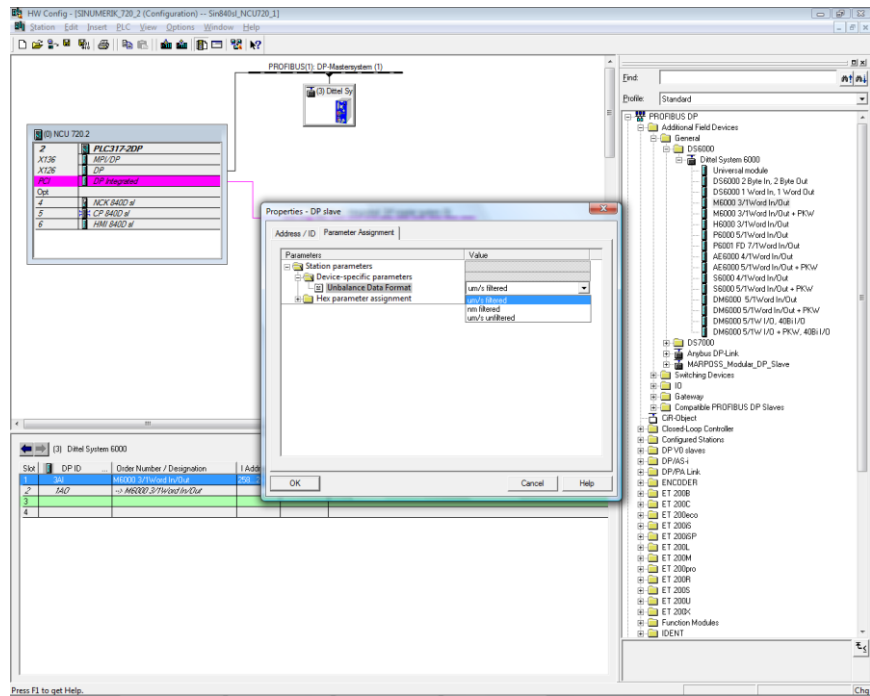 HW Config - [SINUMERIK_720_2 (Configuration) -- Sin840sl_NCU720_1]
Station Edit Insert PLC View Options Window Help
PROFIBUS(1): DP-Mastersystem (1)
(3) Dittel Sy
(0) NCU 720.2
2 PLC317-2DP
X136 MPI/DP
X126 DP
PCI DP Integrated
Opt
4 NCK 840D sl
5 CP 840D sl
6 HMI 840D sl
Properties - DP slave
Address / ID Parameter Assignment
Parameters Value
Station parameters
Device-specific parameters
Unbalance Data Format um/s filtered
Hex parameter assignment um/s filtered
nm filtered
um/s unfiltered
OK Cancel Help
(3) Dittel System 6000
Slot DP ID ... Order Number / Designation I Addr
1 3AI M6000 3/1Word In/Out 258
2 1AO --> M6000 3/1Word In/Out
3
4
Find:
Profile: Standard
PROFIBUS DP
Additional Field Devices
General
DS6000
Dittel System 6000
Universal module
DS6000 2 Byte In, 2 Byte Out
DS6000 1 Word In, 1 Word Out
M6000 3/1Word In/Out
M6000 3/1Word In/Out + PKW
H6000 3/1Word In/Out
P6000 5/1Word In/Out
P6001 FD 7/1Word In/Out
AE6000 4/1Word In/Out
AE6000 5/1Word In/Out + PKW
S6000 4/1Word In/Out
S6000 5/1Word In/Out + PKW
DM6000 5/1Word In/Out
DM6000 5/1Word In/Out + PKW
DM6000 5/1W I/O, 40Bi I/O
DM6000 5/1W I/O + PKW, 40Bi I/O
DS7000
Anybus DP-Link
MARPOSS_Modular_DP_Slave
Switching Devices
IO
Gateway
Compatible PROFIBUS DP Slaves
CiR-Object
Closed-Loop Controller
Configured Stations
DP V0 slaves
DP/AS-i
DP/PA Link
ENCODER
ET 200B
ET 200C
ET 200eco
ET 200iS
ET 200iSP
ET 200L
ET 200M
ET 200pro
ET 200R
ET 200S
ET 200U
ET 200X
Function Modules
IDENT
Press F1 to get Help.
Chg